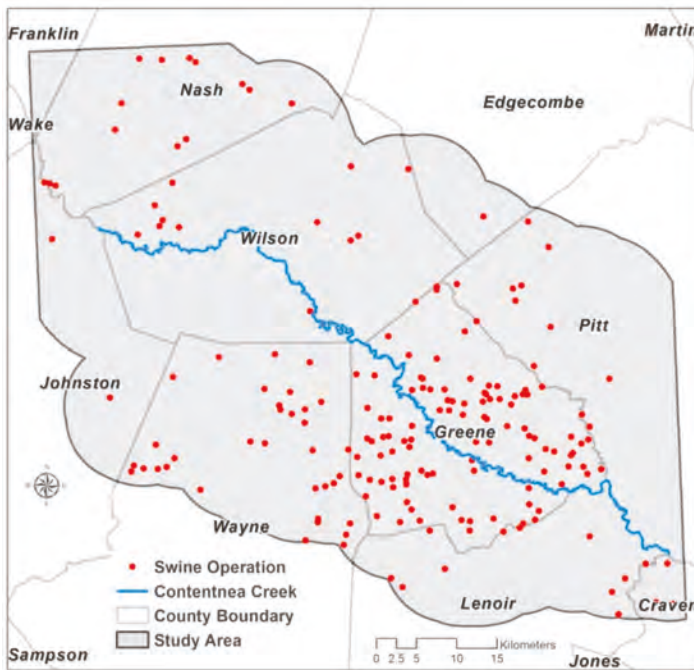 Franklin
Martin
Nash
Edgecombe
Wake
Wilson
Pitt
Johnston
Greene
Wayne
Swine Operation
Contentnea Creek
County Boundary
Study Area
Lenoir
Craven
Sampson
Jones
Kilometers
0 2.5 5 10 15